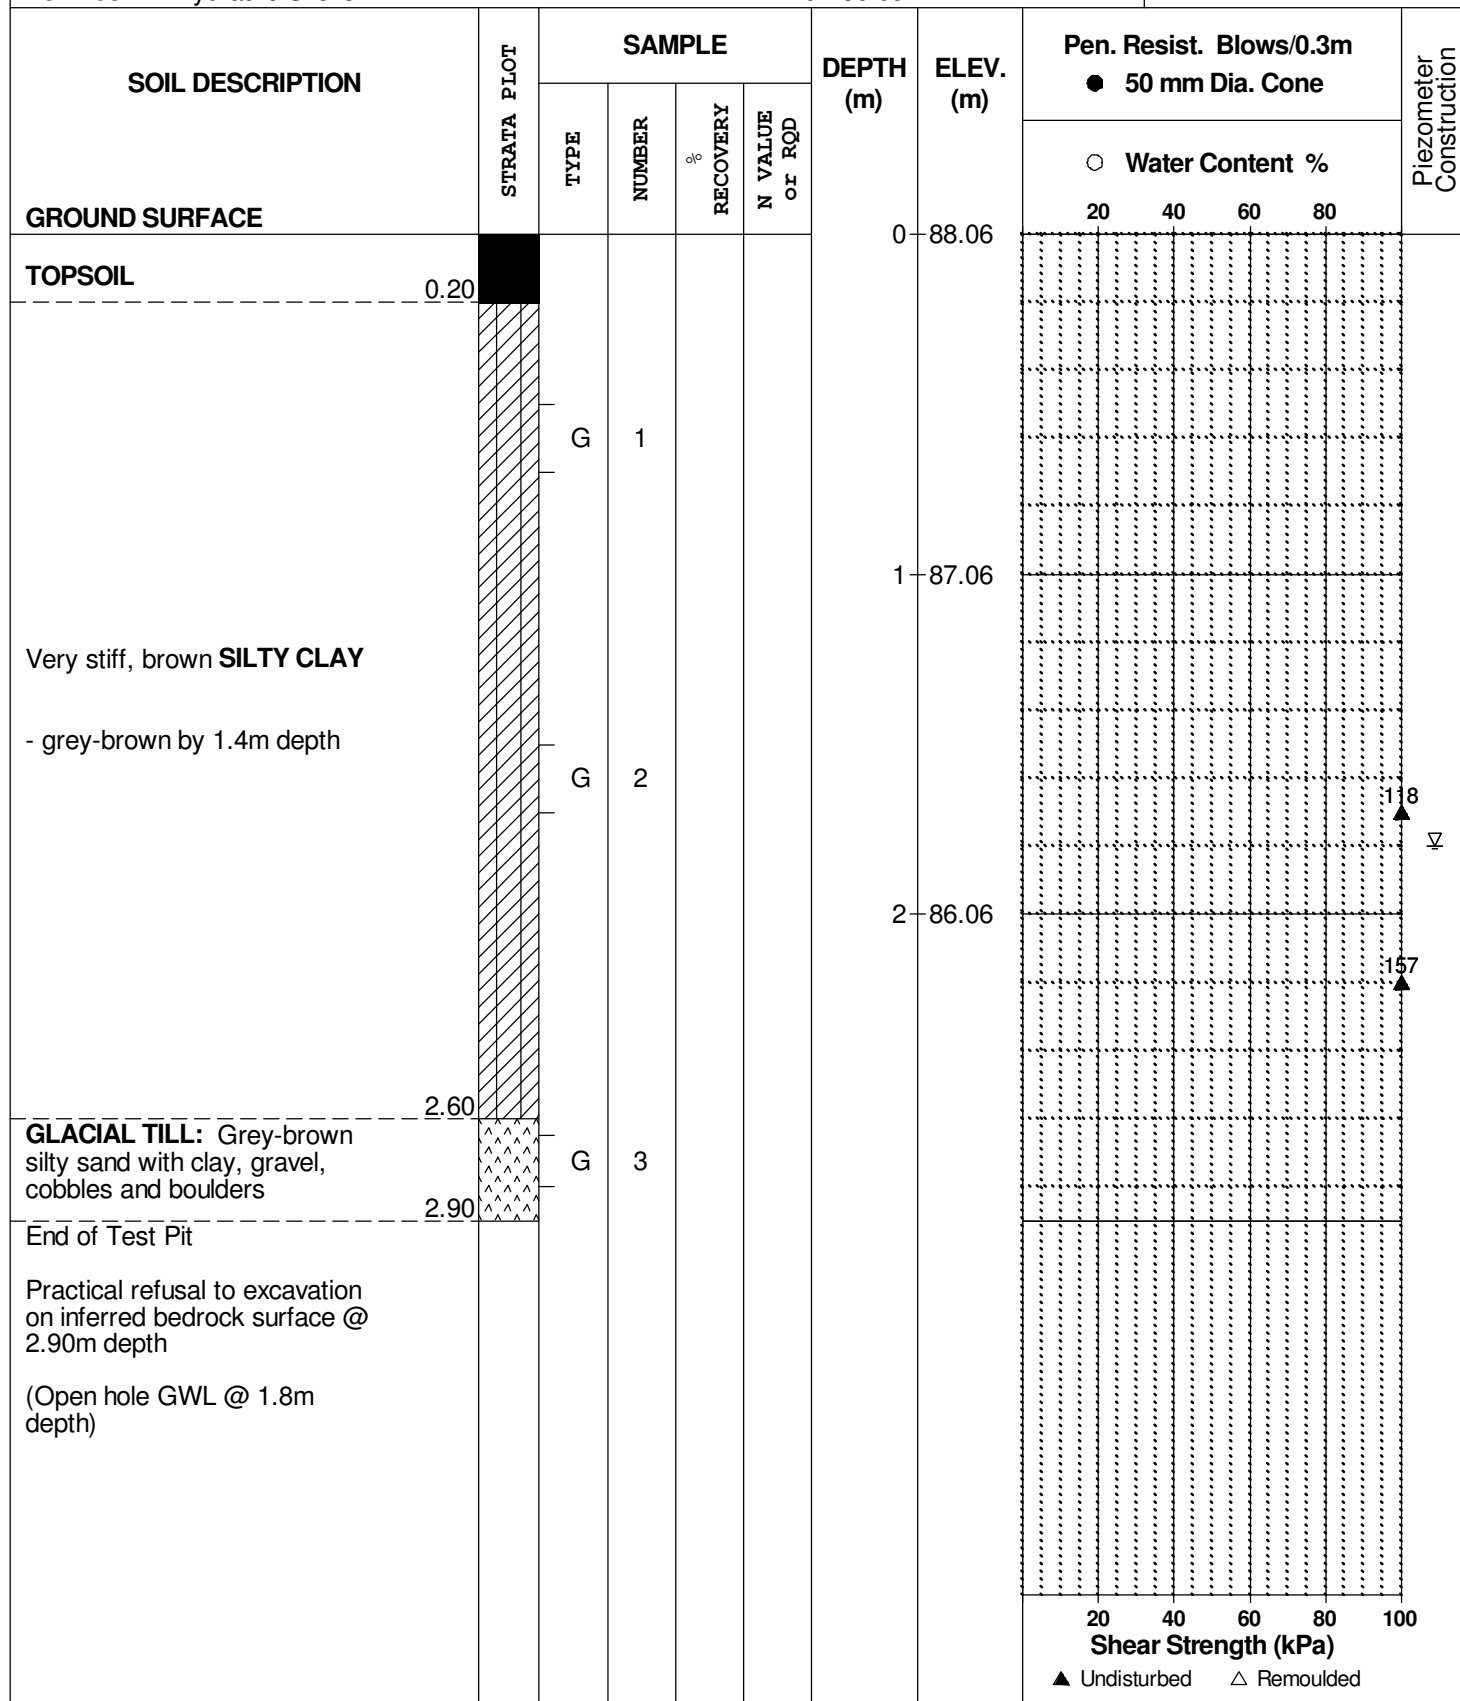 SOIL DESCRIPTION
GROUND SURFACE
STRATA PLOT
SAMPLE
TYPE
NUMBER
%
RECOVERY
N VALUE
or RQD
DEPTH
(m)
ELEV.
(m)
Pen. Resist. Blows/0.3m
● 50 mm Dia. Cone
○ Water Content %
20 40 60 80
Piezometer
Construction
0 88.06
TOPSOIL
0.20
G 1
1 87.06
Very stiff, brown SILTY CLAY
- grey-brown by 1.4m depth
G 2
118
2 86.06
157
2.60
GLACIAL TILL: Grey-brown
silty sand with clay, gravel,
cobbles and boulders
G 3
2.90
End of Test Pit
Practical refusal to excavation
on inferred bedrock surface @
2.90m depth
(Open hole GWL @ 1.8m
depth)
20 40 60 80 100
Shear Strength (kPa)
▲ Undisturbed △ Remoulded